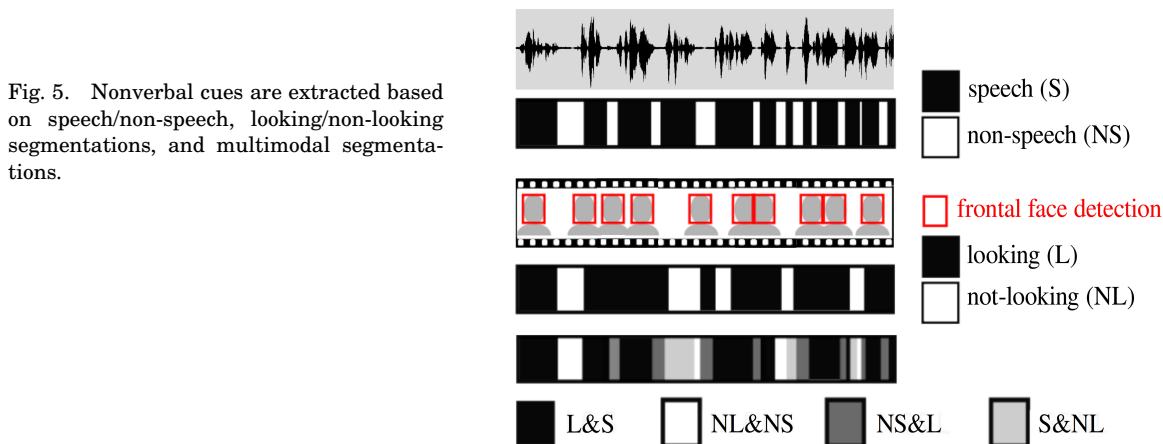 Fig. 5. Nonverbal cues are extracted based
on speech/non-speech, looking/non-looking
segmentations, and multimodal segmenta-
tions.
speech (S)
non-speech (NS)
frontal face detection
looking (L)
not-looking (NL)
L&S NL&NS NS&L S&NL